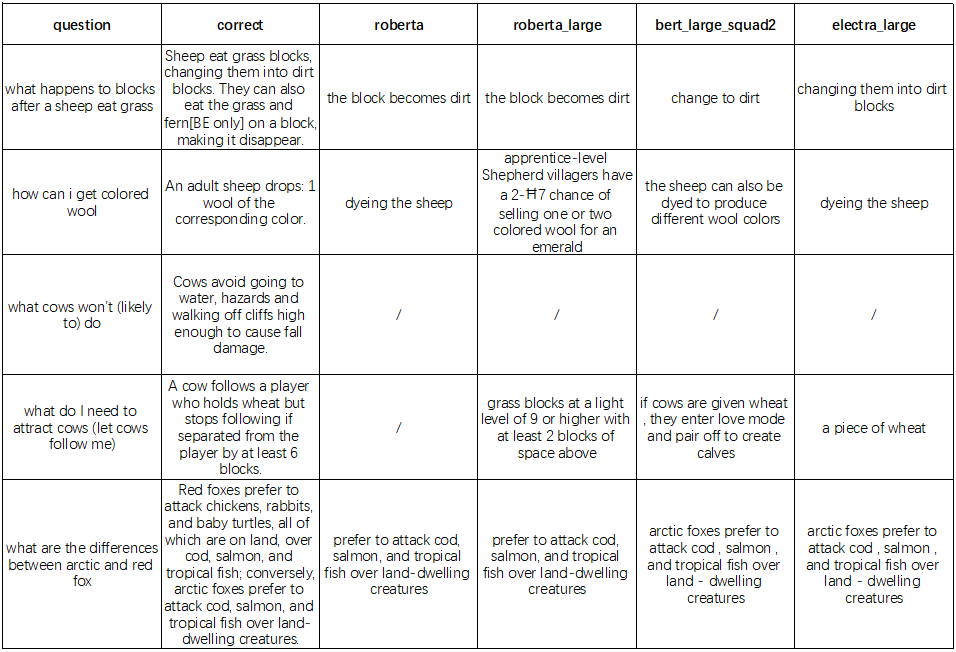 question
correct
roberta
roberta_large
bert_large_squad2
electra_large
what happens to blocks
after a sheep eat grass
Sheep eat grass blocks,
changing them into dirt
blocks. They can also
eat the grass and
fern[BE only] on a block,
making it disappear.
the block becomes dirt
the block becomes dirt
change to dirt
changing them into dirt
blocks
how can i get colored
wool
An adult sheep drops: 1
wool of the
corresponding color.
dyeing the sheep
apprentice-level
Shepherd villagers have
a 2-Ħ7 chance of
selling one or two
colored wool for an
emerald
the sheep can also be
dyed to produce
different wool colors
dyeing the sheep
what cows won't (likely
to) do
Cows avoid going to
water, hazards and
walking off cliffs high
enough to cause fall
damage.
/
/
/
/
what do I need to
attract cows (let cows
follow me)
A cow follows a player
who holds wheat but
stops following if
separated from the
player by at least 6
blocks.
/
grass blocks at a light
level of 9 or higher with
at least 2 blocks of
space above
if cows are given wheat
, they enter love mode
and pair off to create
calves
a piece of wheat
what are the differences
between arctic and red
fox
Red foxes prefer to
attack chickens, rabbits,
and baby turtles, all of
which are on land, over
cod, salmon, and
tropical fish; conversely,
arctic foxes prefer to
attack cod, salmon, and
tropical fish over land-
dwelling creatures.
prefer to attack cod,
salmon, and tropical
fish over land-dwelling
creatures
prefer to attack cod,
salmon, and tropical
fish over land-dwelling
creatures
arctic foxes prefer to
attack cod , salmon ,
and tropical fish over
land - dwelling
creatures
arctic foxes prefer to
attack cod , salmon ,
and tropical fish over
land - dwelling
creatures